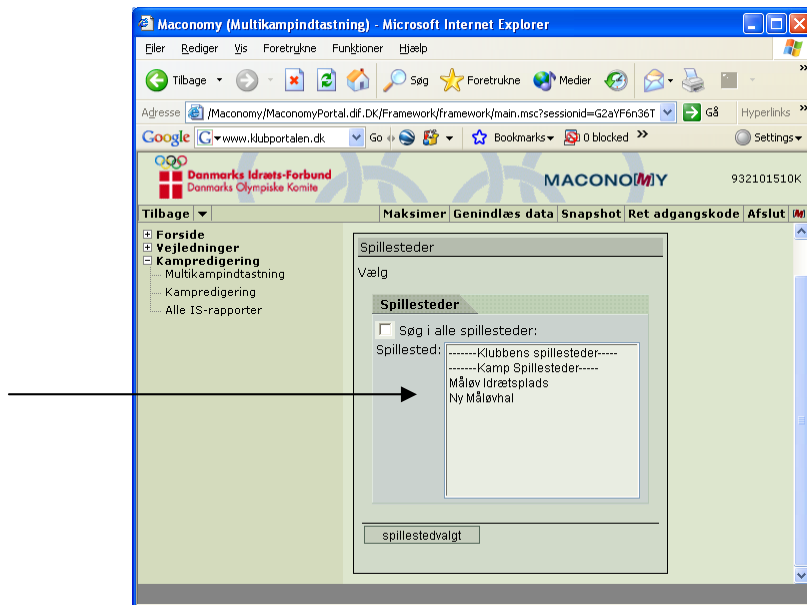 Maconomy (Multikampindtastning) - Microsoft Internet Explorer
Filer Rediger Vis Foretrukne Funktioner Hjælp
Tilbage Søg Foretrukne Medier »
Adresse /Maconomy/MaconomyPortal.dif.DK/Framework/framework/main.msc?sessionid=G2aYF6n36T Gå Hyperlinks »
Google G www.klubportalen.dk Go Bookmarks 0 blocked » Settings
Danmarks Idræts-Forbund
Danmarks Olympiske Komite
MACONO[M]Y 932101510K
Tilbage Maksimer Genindlæs data Snapshot Ret adgangskode Afslut [M]
Forside
Vejledninger
Kampredigering
Multikampindtastning
Kampredigering
Alle IS-rapporter
Spillesteder
Vælg
Spillesteder
Søg i alle spillesteder:
Spillested:
-------Klubbens spillesteder-----
-------Kamp Spillesteder-----
Måløv Idrætsplads
Ny Måløvhal
spillestedvalgt